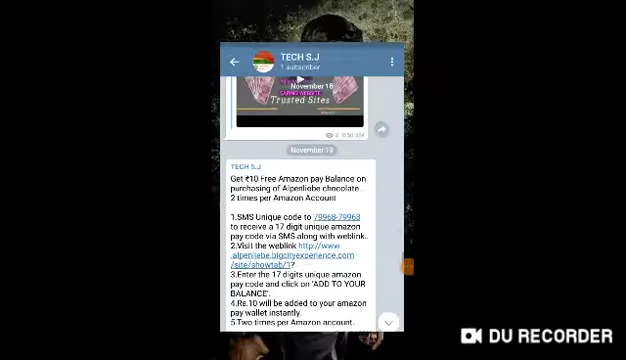 TECH S.J
1 subscriber
November 18
Trusted Sites
2 8:50 AM
November 19
TECH S.J
Get ₹10 Free Amazon pay Balance on
purchasing of Alpenliebe chocolate..
2 times per Amazon Account
1.SMS Unique code to 79968-79968
to receive a 17 digit unique amazon
pay code via SMS along with weblink..
2.Visit the weblink http://www
.alpenliebe.bigcityexperience.com
/site/showtab/1?
3.Enter the 17 digits unique amazon
pay code and click on 'ADD TO YOUR
BALANCE'.
4.Rs.10 will be added to your amazon
pay wallet instantly.
5.Two times per Amazon account.
DU RECORDER